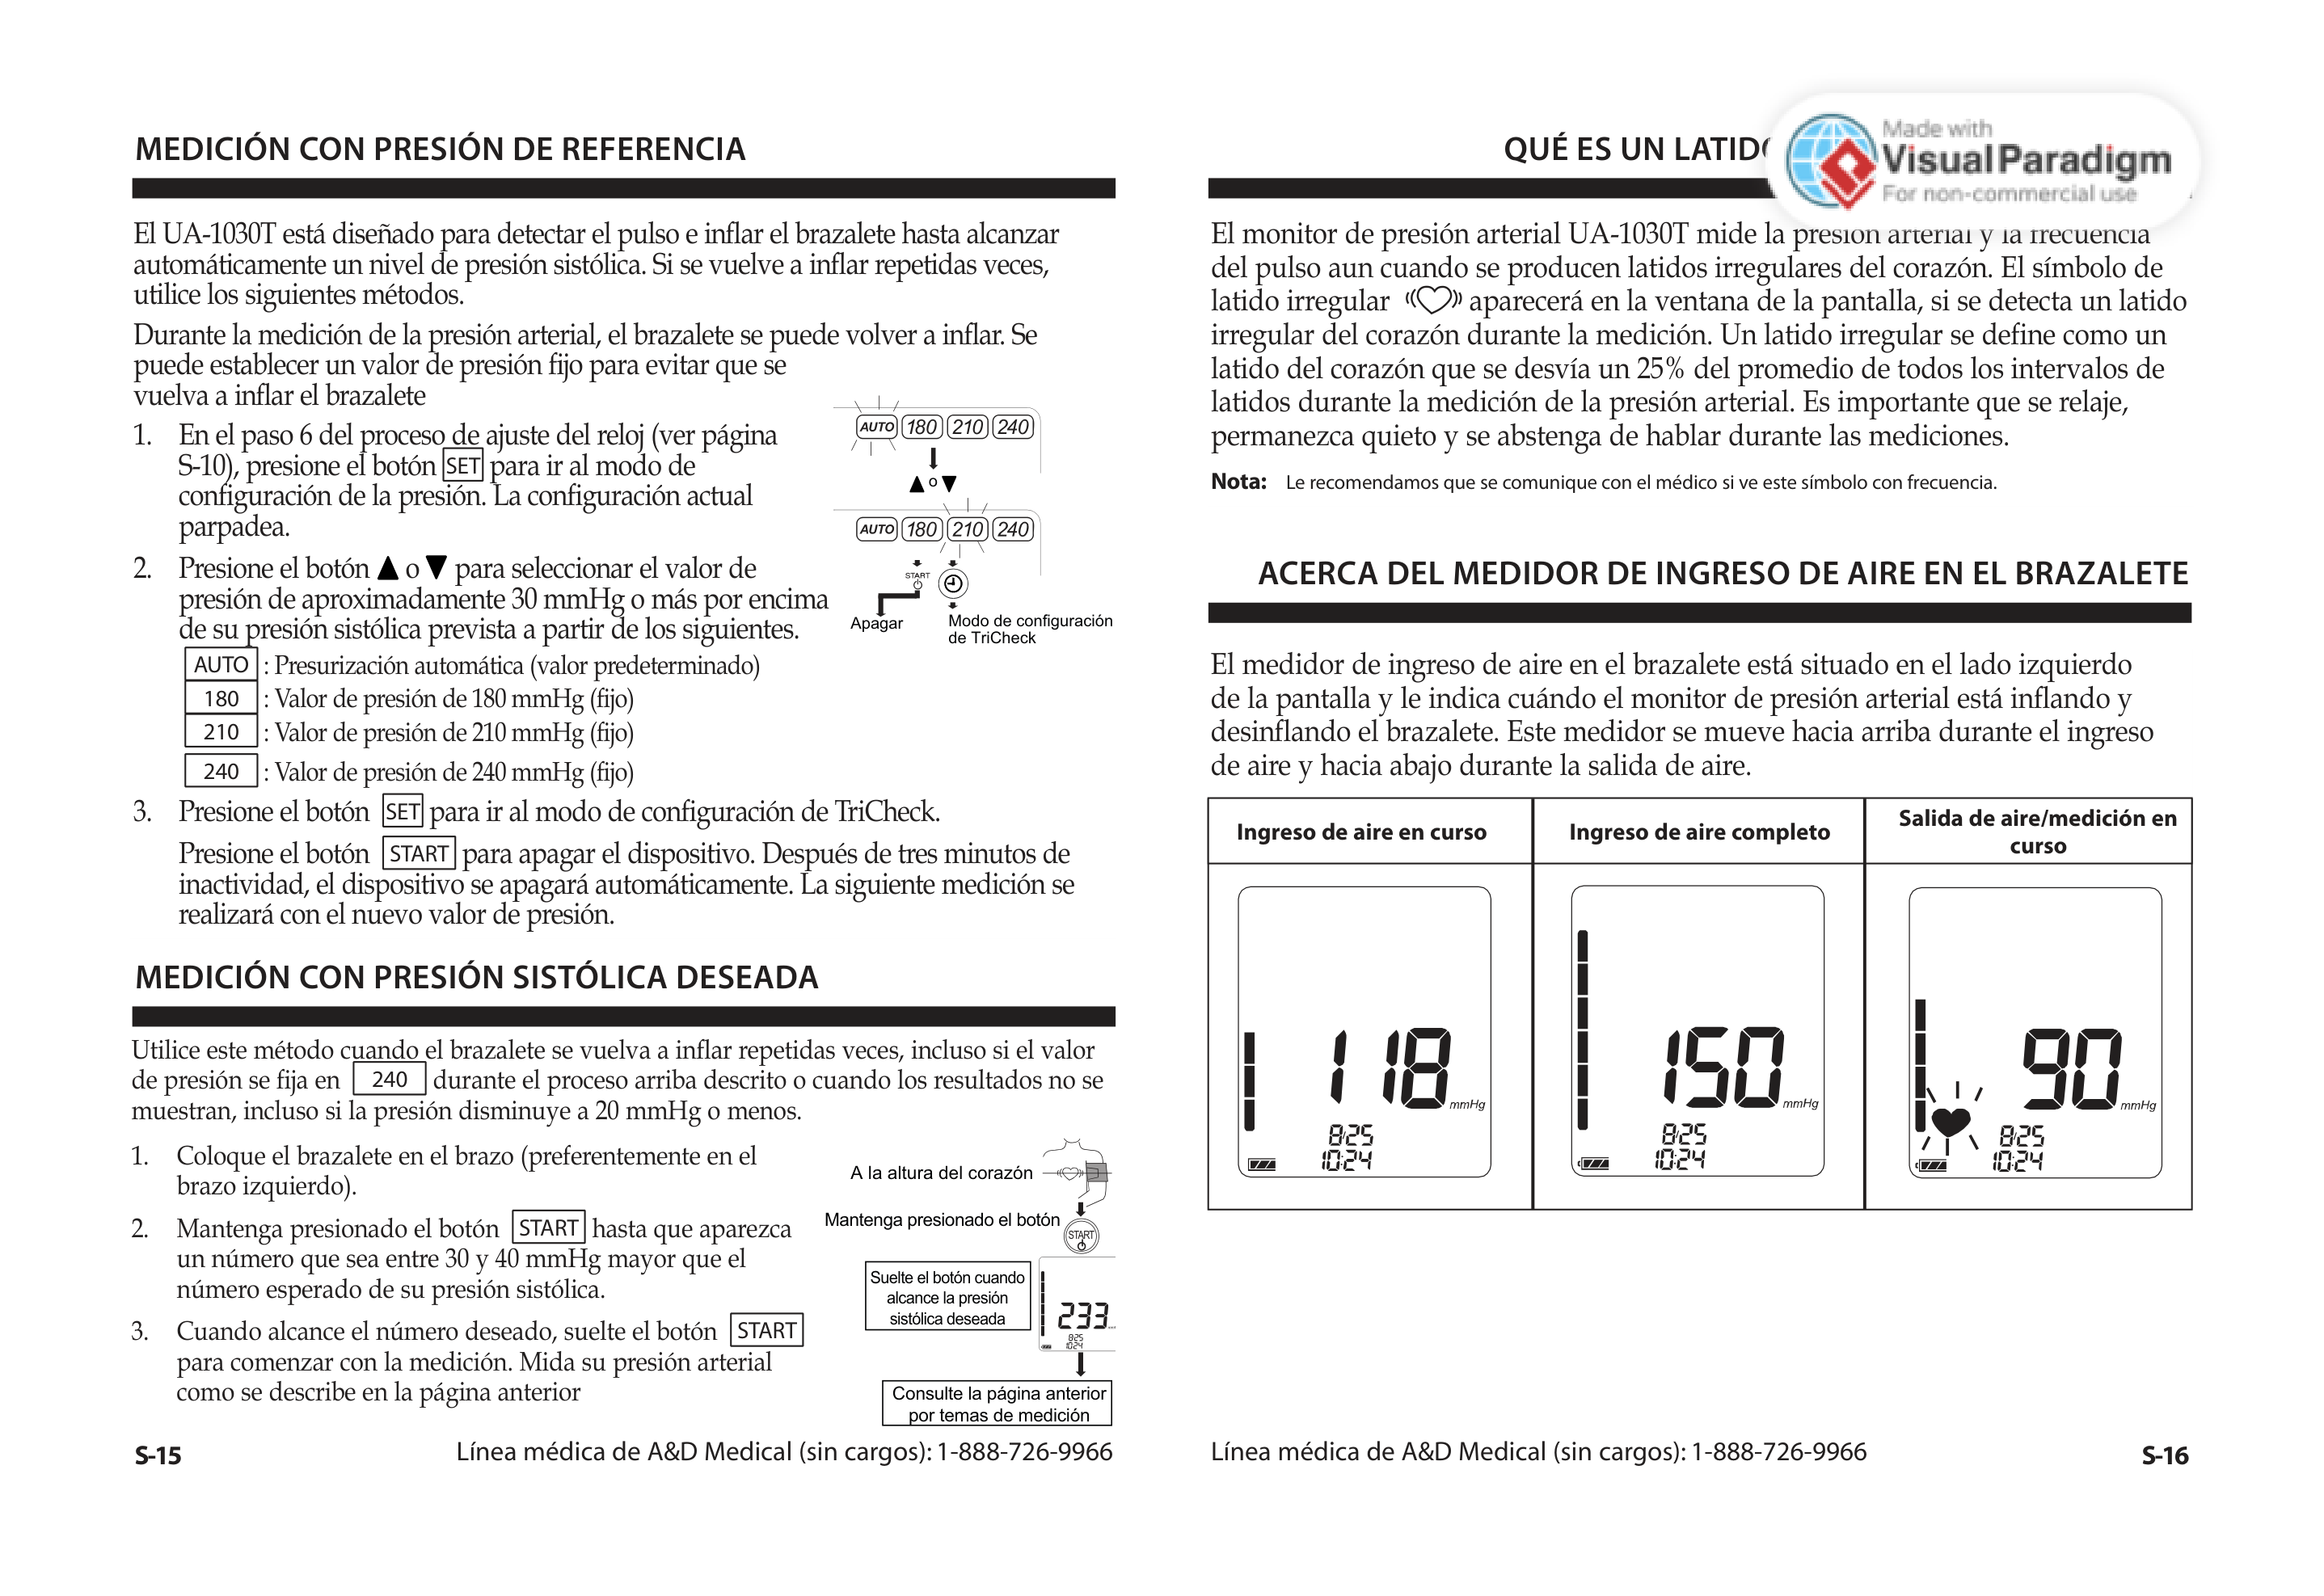 MEDICIÓN CON PRESIÓN DE REFERENCIA
El UA-1030T está diseñado para detectar el pulso e inflar el brazalete hasta alcanzar
automáticamente un nivel de presión sistólica. Si se vuelve a inflar repetidas veces,
utilice los siguientes métodos.
Durante la medición de la presión arterial, el brazalete se puede volver a inflar. Se
puede establecer un valor de presión fijo para evitar que se
vuelva a inflar el brazalete
1. En el paso 6 del proceso de ajuste del reloj (ver página
S-10), presione el botón SET para ir al modo de
configuración de la presión. La configuración actual
parpadea.
2. Presione el botón ▲ o ▼ para seleccionar el valor de
presión de aproximadamente 30 mmHg o más por encima
de su presión sistólica prevista a partir de los siguientes.
AUTO : Presurización automática (valor predeterminado)
180 : Valor de presión de 180 mmHg (fijo)
210 : Valor de presión de 210 mmHg (fijo)
240 : Valor de presión de 240 mmHg (fijo)
AUTO 180 210 240
▲ o ▼
AUTO 180 210 240
START
Apagar
Modo de configuración
de TriCheck
3. Presione el botón SET para ir al modo de configuración de TriCheck.
Presione el botón START para apagar el dispositivo. Después de tres minutos de
inactividad, el dispositivo se apagará automáticamente. La siguiente medición se
realizará con el nuevo valor de presión.
MEDICIÓN CON PRESIÓN SISTÓLICA DESEADA
Utilice este método cuando el brazalete se vuelva a inflar repetidas veces, incluso si el valor
de presión se fija en 240 durante el proceso arriba descrito o cuando los resultados no se
muestran, incluso si la presión disminuye a 20 mmHg o menos.
1. Coloque el brazalete en el brazo (preferentemente en el
brazo izquierdo).
2. Mantenga presionado el botón START hasta que aparezca
un número que sea entre 30 y 40 mmHg mayor que el
número esperado de su presión sistólica.
3. Cuando alcance el número deseado, suelte el botón START
para comenzar con la medición. Mida su presión arterial
como se describe en la página anterior
A la altura del corazón
Mantenga presionado el botón
START
Suelte el botón cuando
alcance la presión
sistólica deseada
233
8/25
10:24
Consulte la página anterior
por temas de medición
S-15
Línea médica de A&D Medical (sin cargos): 1-888-726-9966
QUÉ ES UN LATIDO
Made with
Visual Paradigm
For non-commercial use
El monitor de presión arterial UA-1030T mide la presión arterial y la frecuencia
del pulso aun cuando se producen latidos irregulares del corazón. El símbolo de
latido irregular aparecerá en la ventana de la pantalla, si se detecta un latido
irregular del corazón durante la medición. Un latido irregular se define como un
latido del corazón que se desvía un 25% del promedio de todos los intervalos de
latidos durante la medición de la presión arterial. Es importante que se relaje,
permanezca quieto y se abstenga de hablar durante las mediciones.
Nota: Le recomendamos que se comunique con el médico si ve este símbolo con frecuencia.
ACERCA DEL MEDIDOR DE INGRESO DE AIRE EN EL BRAZALETE
El medidor de ingreso de aire en el brazalete está situado en el lado izquierdo
de la pantalla y le indica cuándo el monitor de presión arterial está inflando y
desinflando el brazalete. Este medidor se mueve hacia arriba durante el ingreso
de aire y hacia abajo durante la salida de aire.
Ingreso de aire en curso
Ingreso de aire completo
Salida de aire/medición en
curso
118 mmHg
8/25
10:24
150 mmHg
8/25
10:24
90 mmHg
8/25
10:24
Línea médica de A&D Medical (sin cargos): 1-888-726-9966
S-16